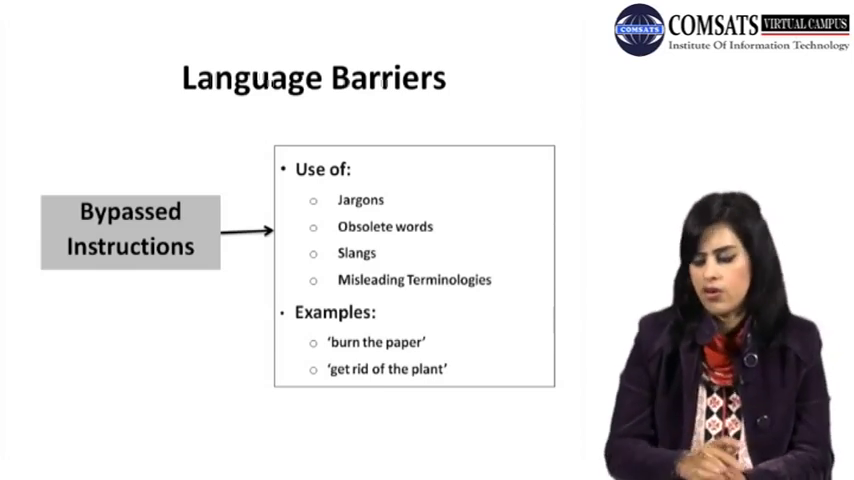 COMSATS
COMSATS VIRTUAL CAMPUS
Institute Of Information Technology
Language Barriers
Bypassed
Instructions
• Use of:
○ Jargons
○ Obsolete words
○ Slangs
○ Misleading Terminologies
• Examples:
○ ‘burn the paper’
○ ‘get rid of the plant’